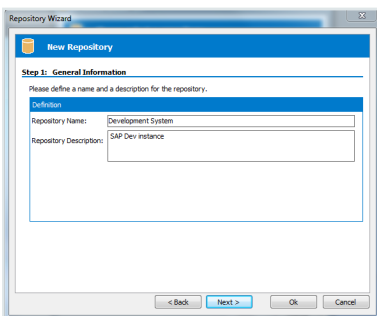 Repository Wizard
New Repository
Step 1: General Information
Please define a name and a description for the repository.
Definition
Repository Name: Development System
Repository Description: SAP Dev instance
< Back Next > Ok Cancel